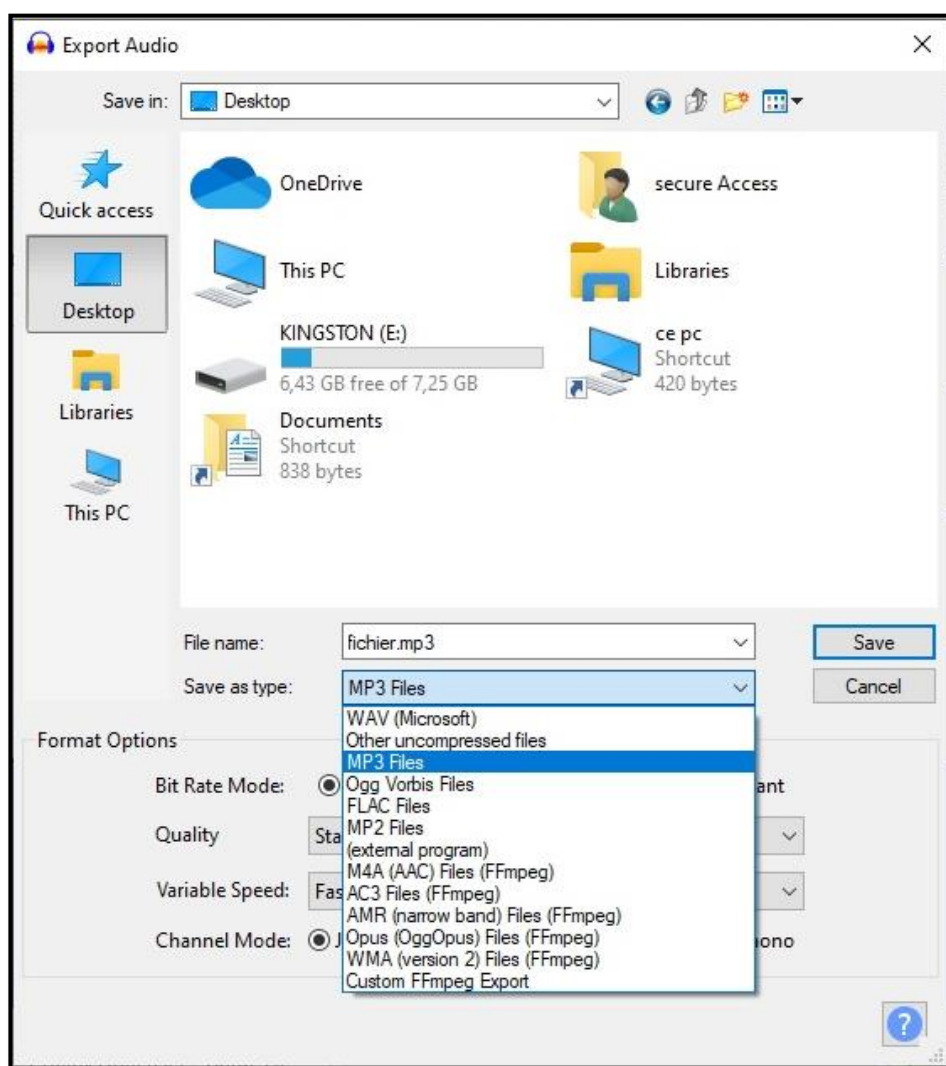 Export Audio
Save in: Desktop
Quick access
Desktop
Libraries
This PC
OneDrive
secure Access
This PC
Libraries
KINGSTON (E:)
6,43 GB free of 7,25 GB
ce pc
Shortcut
420 bytes
Documents
Shortcut
838 bytes
File name: fichier.mp3 Save
Save as type: MP3 Files Cancel
WAV (Microsoft)
Other uncompressed files
MP3 Files
Ogg Vorbis Files
FLAC Files
MP2 Files
(external program)
M4A (AAC) Files (FFmpeg)
AC3 Files (FFmpeg)
AMR (narrow band) Files (FFmpeg)
Opus (OggOpus) Files (FFmpeg)
WMA (version 2) Files (FFmpeg)
Custom FFmpeg Export
Format Options
Bit Rate Mode: ant
Quality Sta
Variable Speed: Fas
Channel Mode: J ono
?